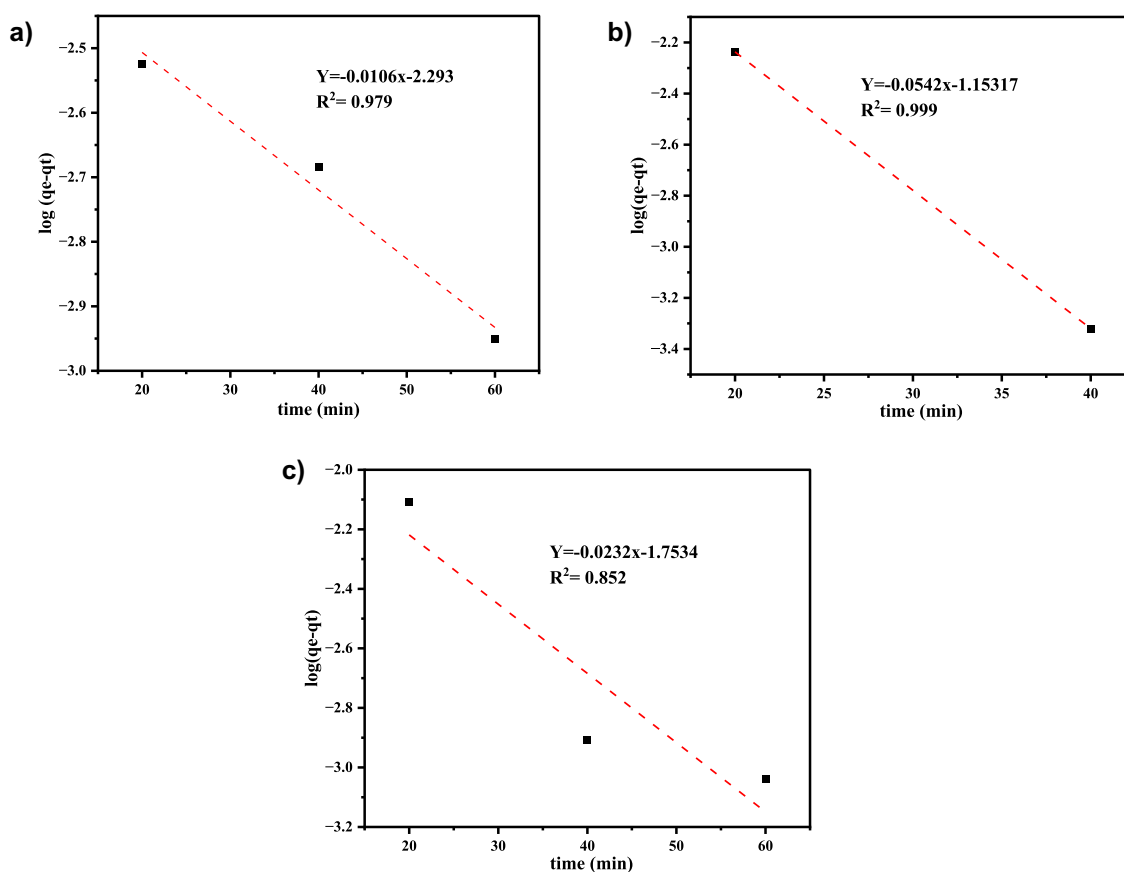 a)
Y=-0.0106x-2.293
R²= 0.979
log (qe-qt)
−2.5
−2.6
−2.7
−2.8
−2.9
−3.0
20
30
40
50
60
time (min)
b)
Y=-0.0542x-1.15317
R²= 0.999
log(qe-qt)
−2.2
−2.4
−2.6
−2.8
−3.0
−3.2
−3.4
20
25
30
35
40
time (min)
c)
Y=-0.0232x-1.7534
R²= 0.852
log(qe-qt)
−2.0
−2.2
−2.4
−2.6
−2.8
−3.0
−3.2
20
30
40
50
60
time (min)